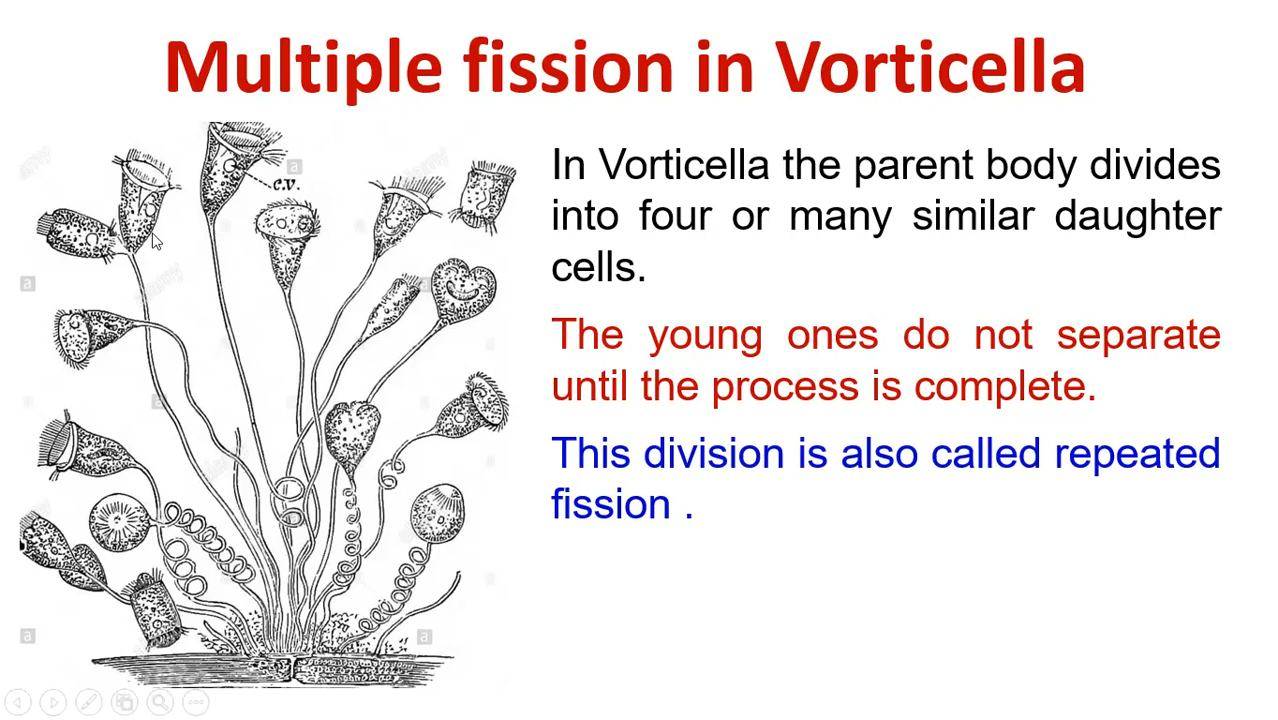 Multiple fission in Vorticella
c.v.
In Vorticella the parent body divides
into four or many similar daughter
cells.
The young ones do not separate
until the process is complete.
This division is also called repeated
fission .